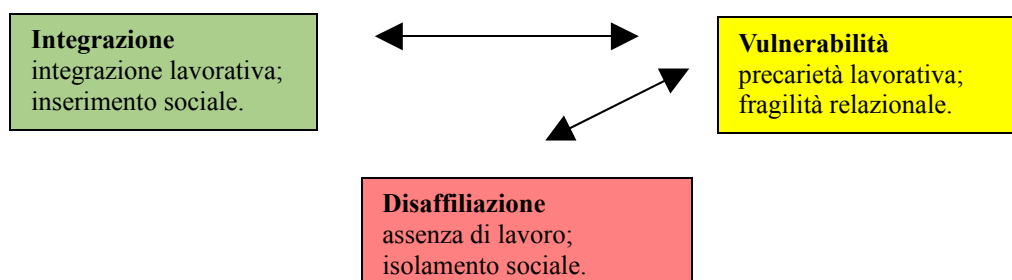 Integrazione
integrazione lavorativa;
inserimento sociale.
Vulnerabilità
precarietà lavorativa;
fragilità relazionale.
Disaffiliazione
assenza di lavoro;
isolamento sociale.